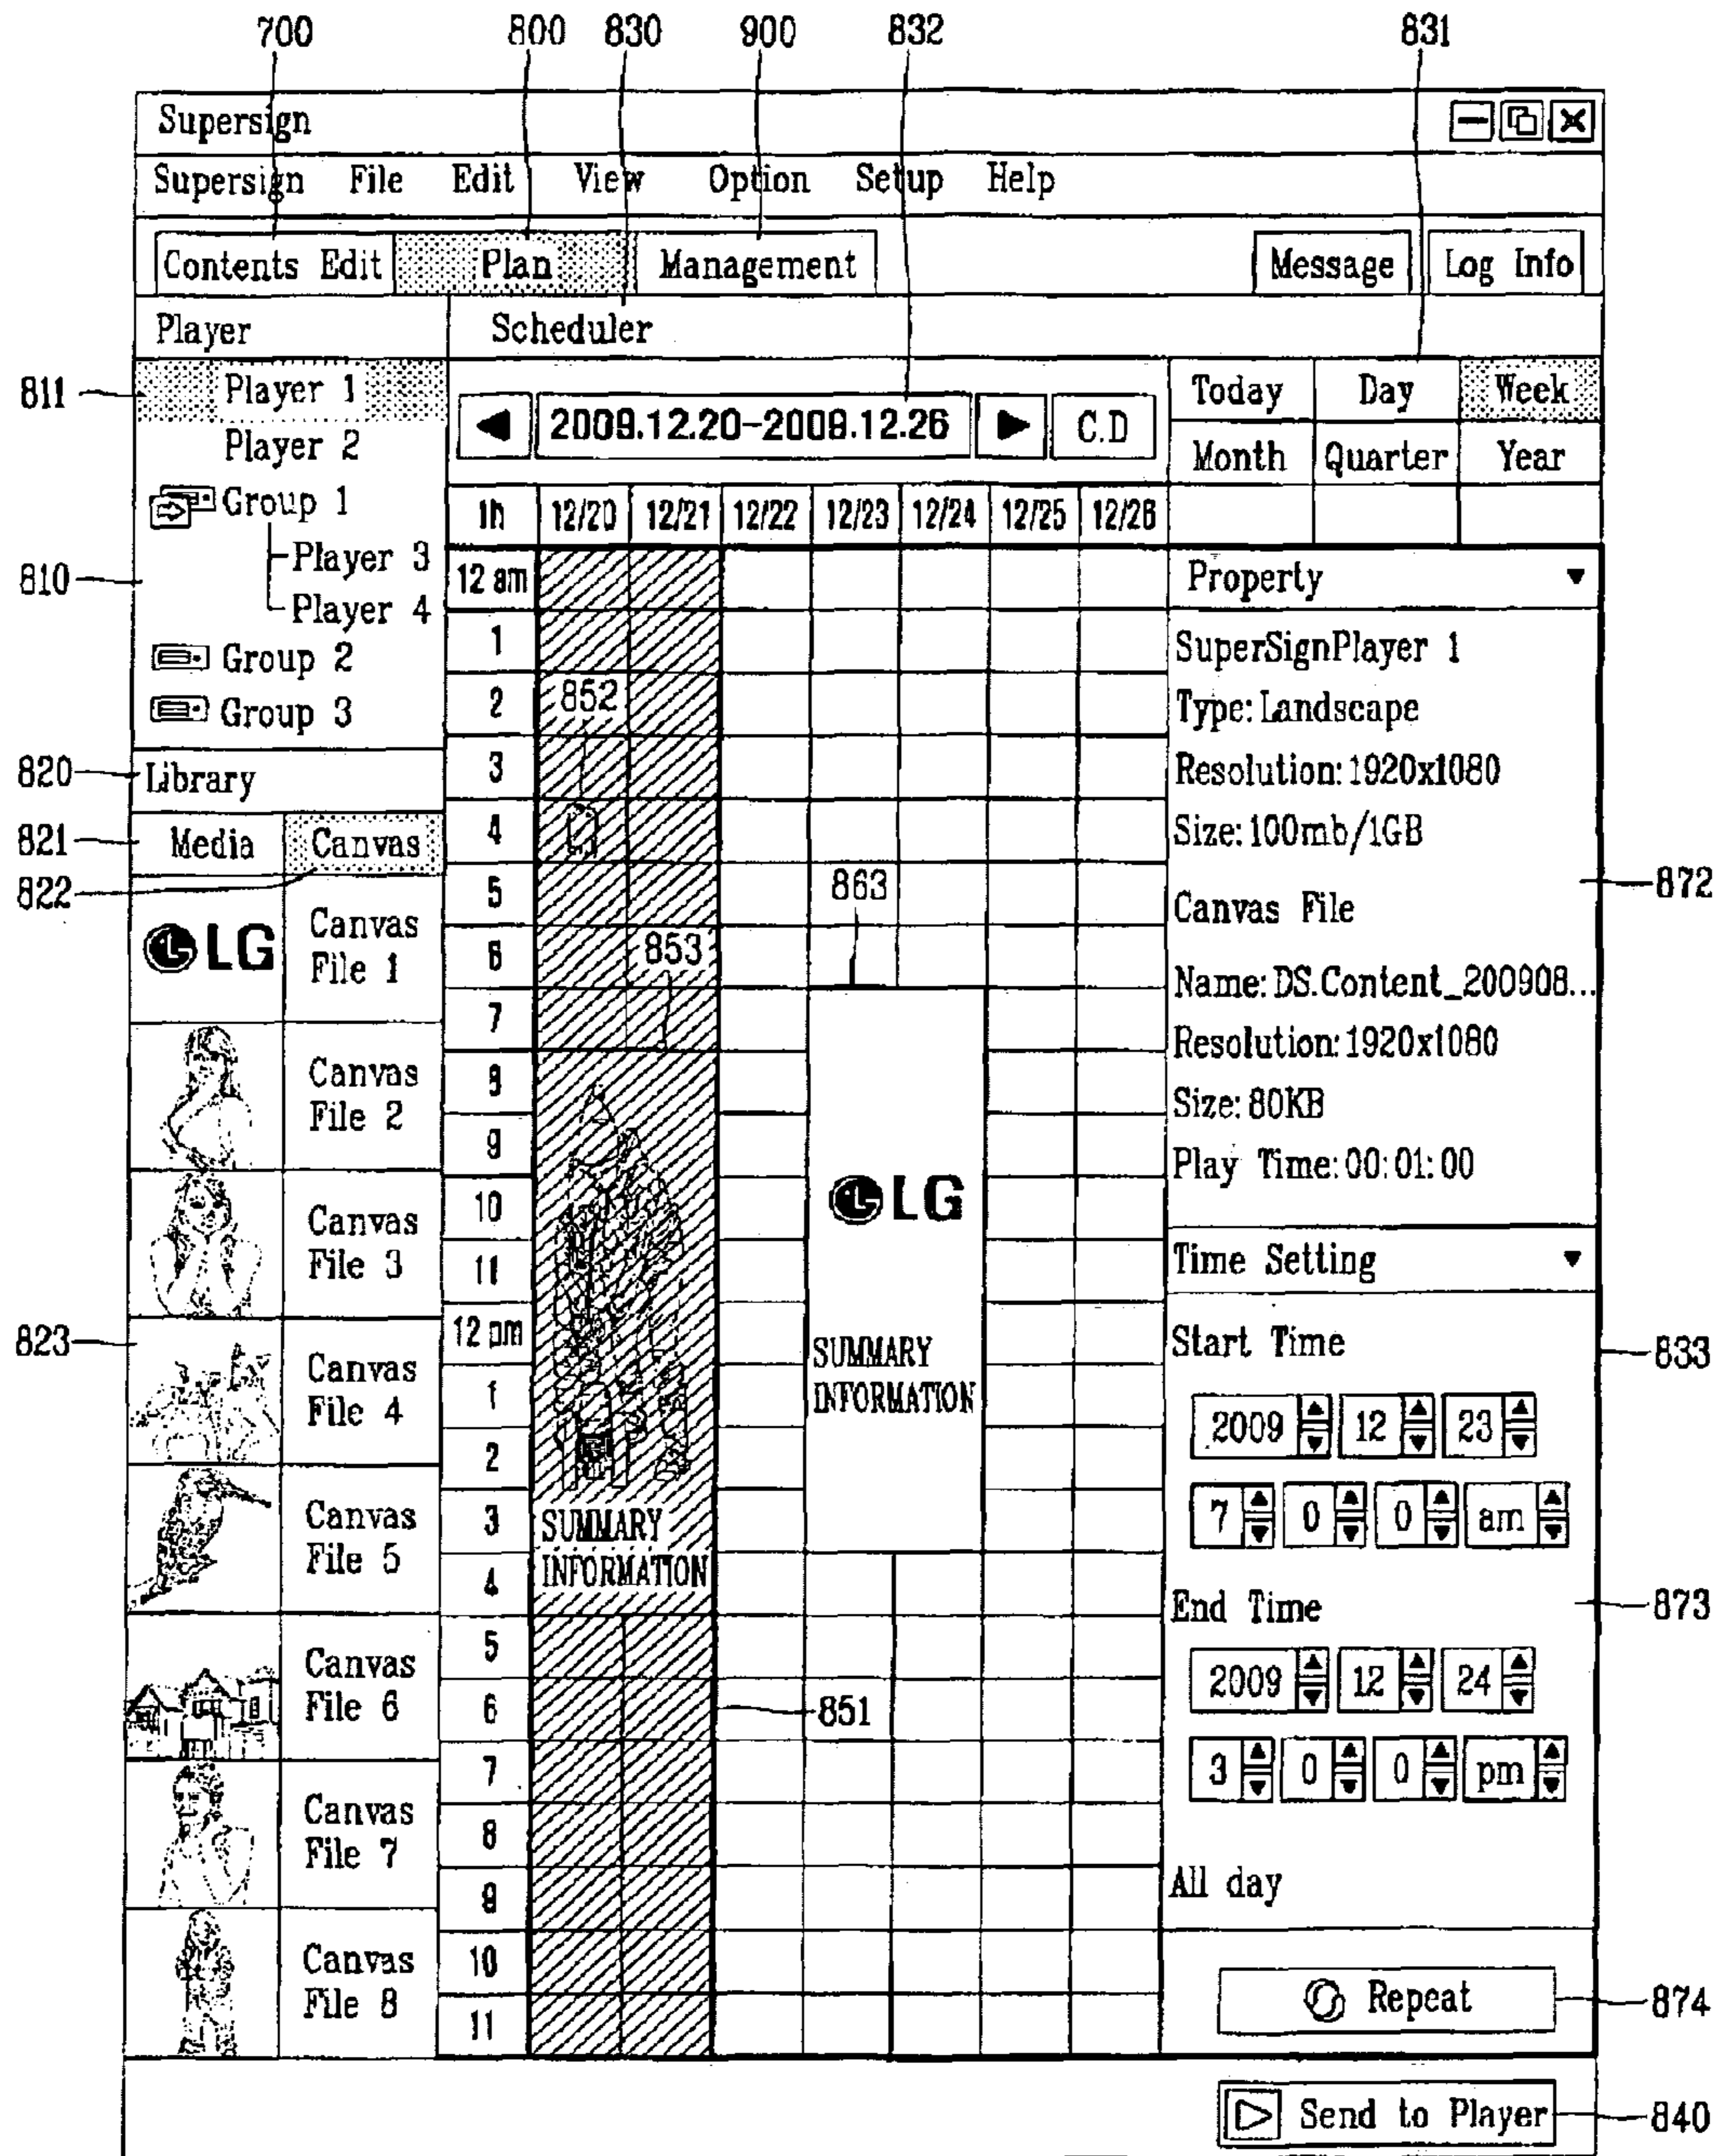 700 800 830 900 832 831
Supersign
Supersign File Edit View Option Setup Help
Contents Edit Plan Management Message Log Info
Player Scheduler
811
Player 1
Player 2
Group 1
Player 3
Player 4
Group 2
Group 3
810
2009.12.20-2009.12.26 C.D
Today Day Week
Month Quarter Year
1h 12/20 12/21 12/22 12/23 12/24 12/25 12/26
12 am
1
2
3
4
5
6
7
8
9
10
11
12 pm
1
2
3
4
5
6
7
8
9
10
11
852
853
863
851
LG
SUMMARY
INFORMATION
SUMMARY
INFORMATION
820
Library
821
Media Canvas
822
LG
Canvas
File 1
Canvas
File 2
Canvas
File 3
823
Canvas
File 4
Canvas
File 5
Canvas
File 6
Canvas
File 7
Canvas
File 8
Property
SuperSignPlayer 1
Type:Landscape
Resolution:1920x1080
Size:100mb/1GB
872
Canvas File
Name:DS.Content_200908...
Resolution:1920x1080
Size:80KB
Play Time:00:01:00
Time Setting
Start Time
833
2009 12 23
7 0 0 am
End Time
873
2009 12 24
3 0 0 pm
All day
Repeat
874
Send to Player
840